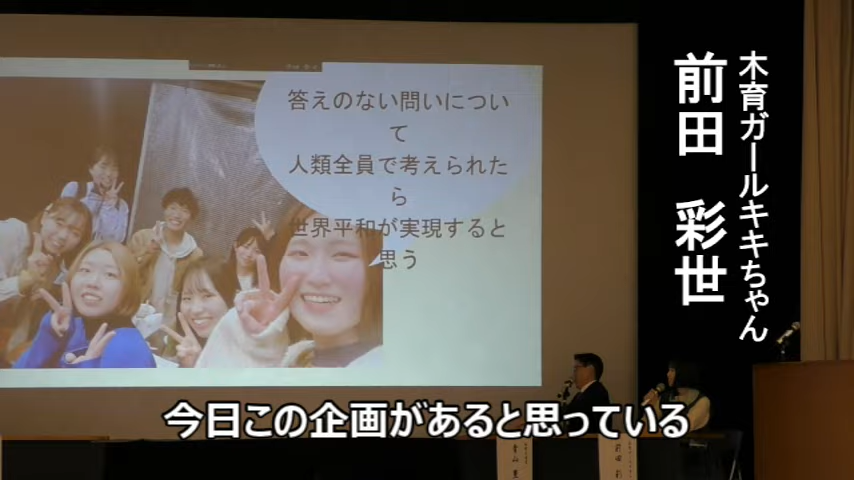 答えのない問いについ
て
人類全員で考えられた
ら
世界平和が実現すると
思う
木育ガールキキちゃん
前田 彩世
今日この企画があると思っている